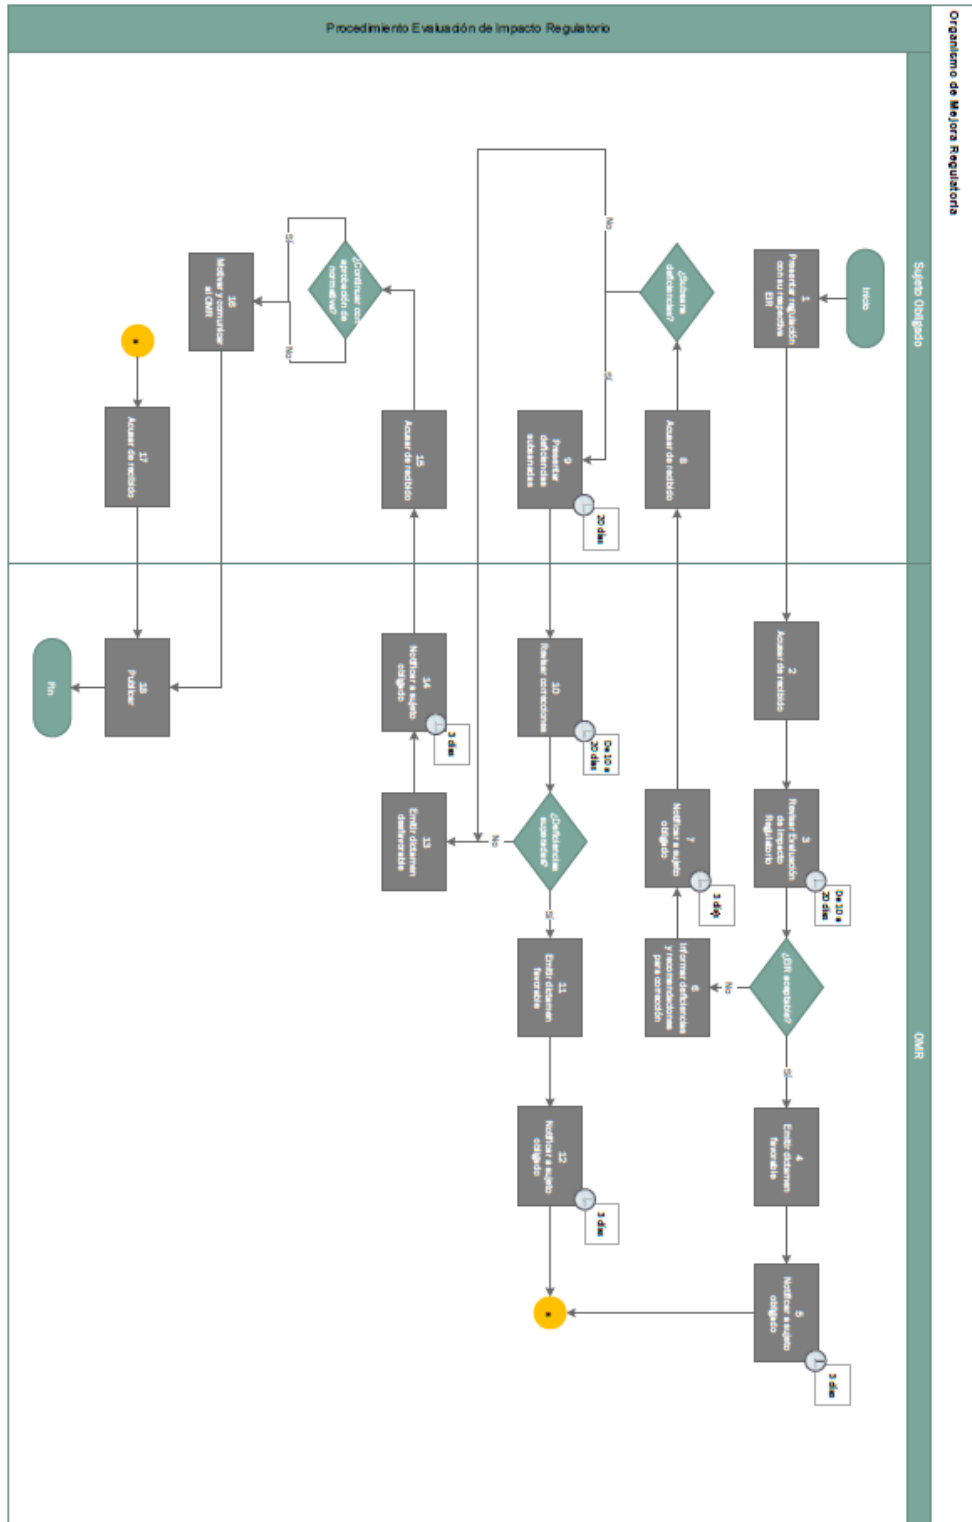 Organismo de Mejora Regulatoria
Procedimiento Evaluación de Impacto Regulatorio
Sujeto Obligado
OMR
Inicio
1
Presentar regulación
con su respectiva
EIR
2
Acusar de recibido
3
Revisar Evaluación
de Impacto
Regulatorio
De 10 a
20 días
¿EIR aceptable?
Sí
No
4
Emitir dictamen
favorable
5
Notificar a sujeto
obligado
3 días
6
Informar deficiencias
y recomendaciones
para corrección
7
Notificar a sujeto
obligado
3 días
8
Acusar de recibido
¿Subsana
deficiencias?
No
Sí
9
Presentar
deficiencias
subsanadas
20 días
10
Revisar correcciones
De 10 a
20 días
¿Deficiencias
superadas?
No
Sí
11
Emitir dictamen
favorable
12
Notificar a sujeto
obligado
3 días
13
Emitir dictamen
desfavorable
14
Notificar a sujeto
obligado
3 días
15
Acusar de recibido
¿Continuar con
aprobación de
normativa?
Sí
No
16
Motivar y comunicar
al OMR
17
Acusar de recibido
18
Publicar
Fin